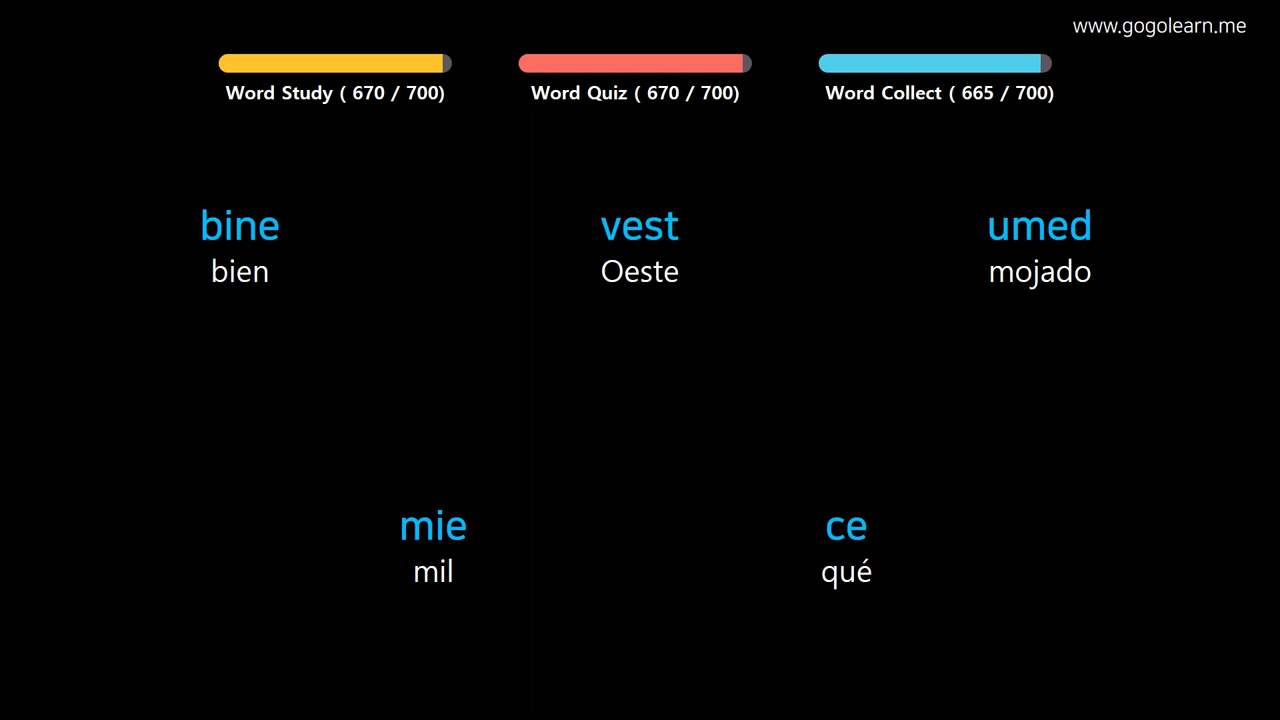 www.gogolearn.me
Word Study ( 670 / 700)
Word Quiz ( 670 / 700)
Word Collect ( 665 / 700)
bine
bien
vest
Oeste
umed
mojado
mie
mil
ce
qué